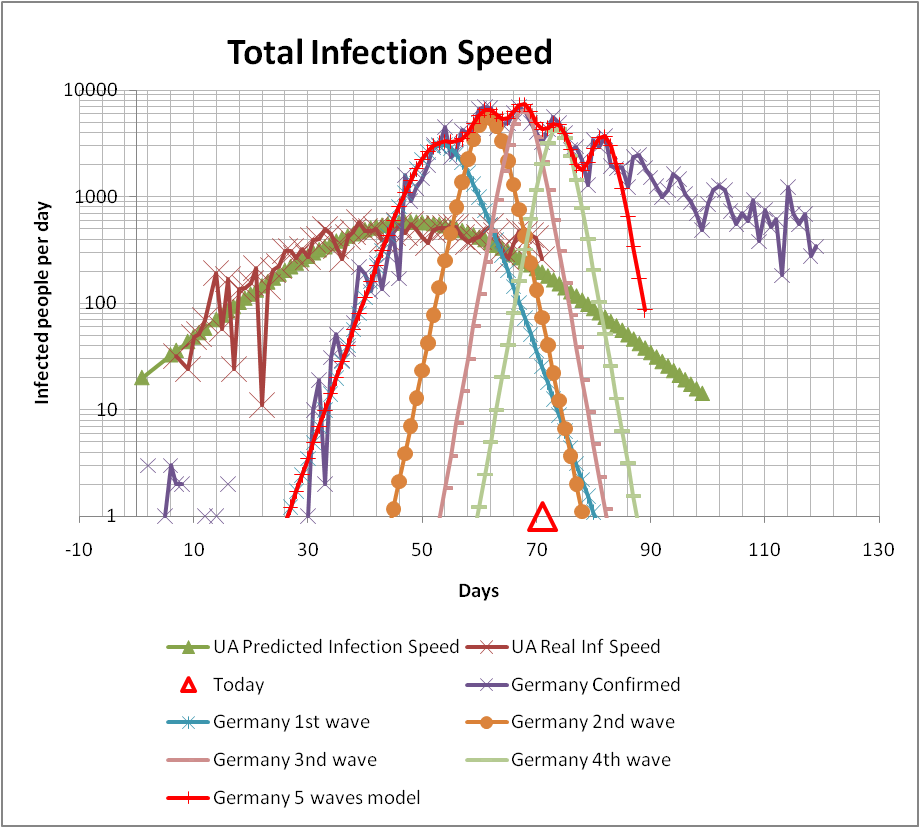 Total Infection Speed
Infected people per day
10000
1000
100
10
1
-10 10 30 50 70 90 110 130
Days
UA Predicted Infection Speed UA Real Inf Speed
Today Germany Confirmed
Germany 1st wave Germany 2nd wave
Germany 3nd wave Germany 4th wave
Germany 5 waves model